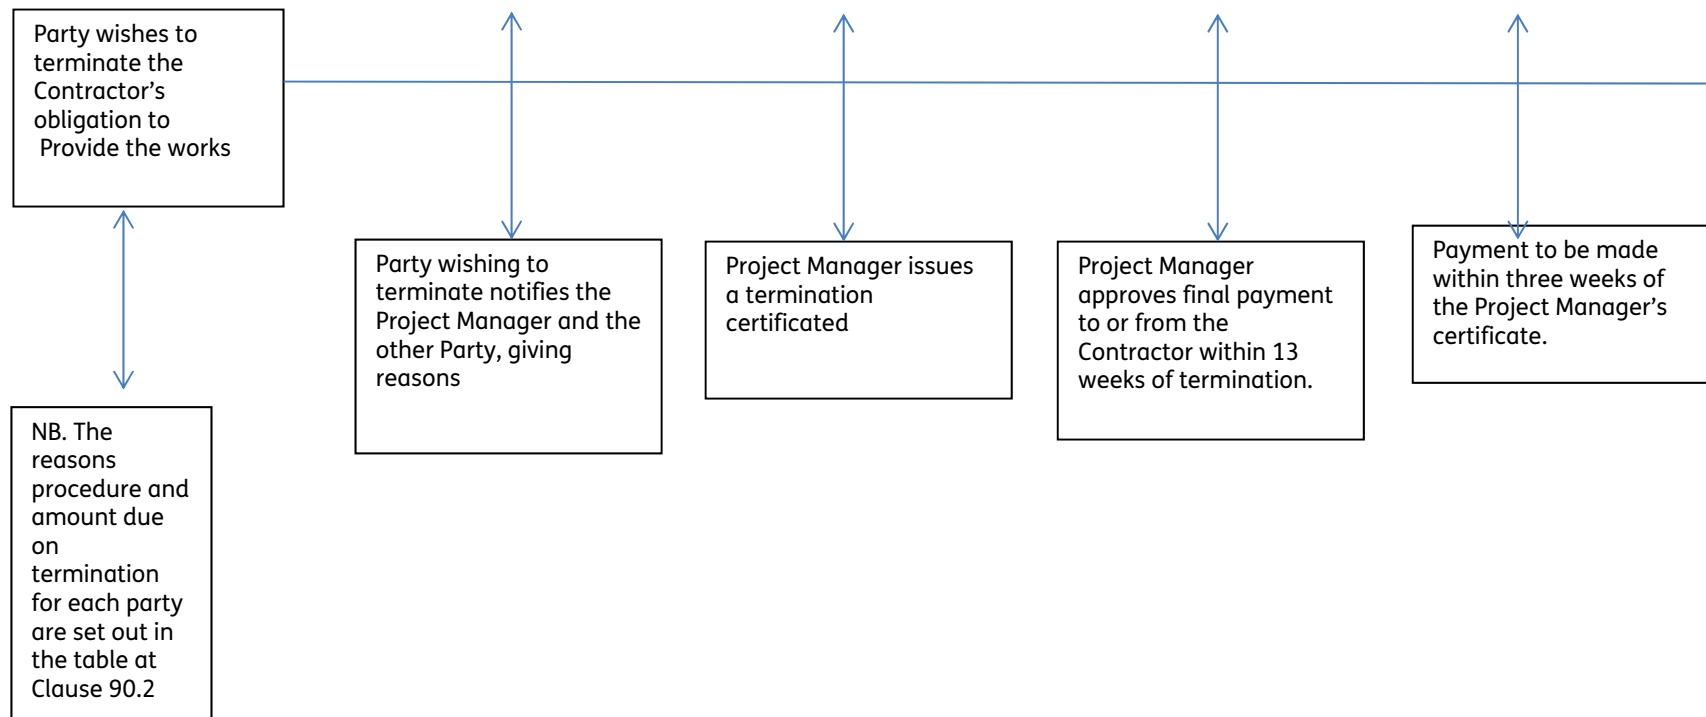 Party wishes to
terminate the
Contractor's
obligation to
Provide the works
NB. The
reasons
procedure and
amount due
on
termination
for each party
are set out in
the table at
Clause 90.2
Party wishing to
terminate notifies the
Project Manager and the
other Party, giving
reasons
Project Manager issues
a termination
certificated
Project Manager
approves final payment
to or from the
Contractor within 13
weeks of termination.
Payment to be made
within three weeks of
the Project Manager's
certificate.